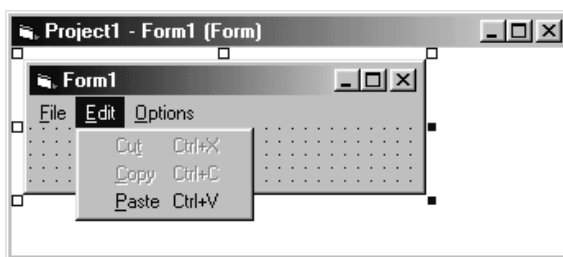 Project1 - Form1 (Form)
Form1
File Edit Options
Cut Ctrl+X
Copy Ctrl+C
Paste Ctrl+V